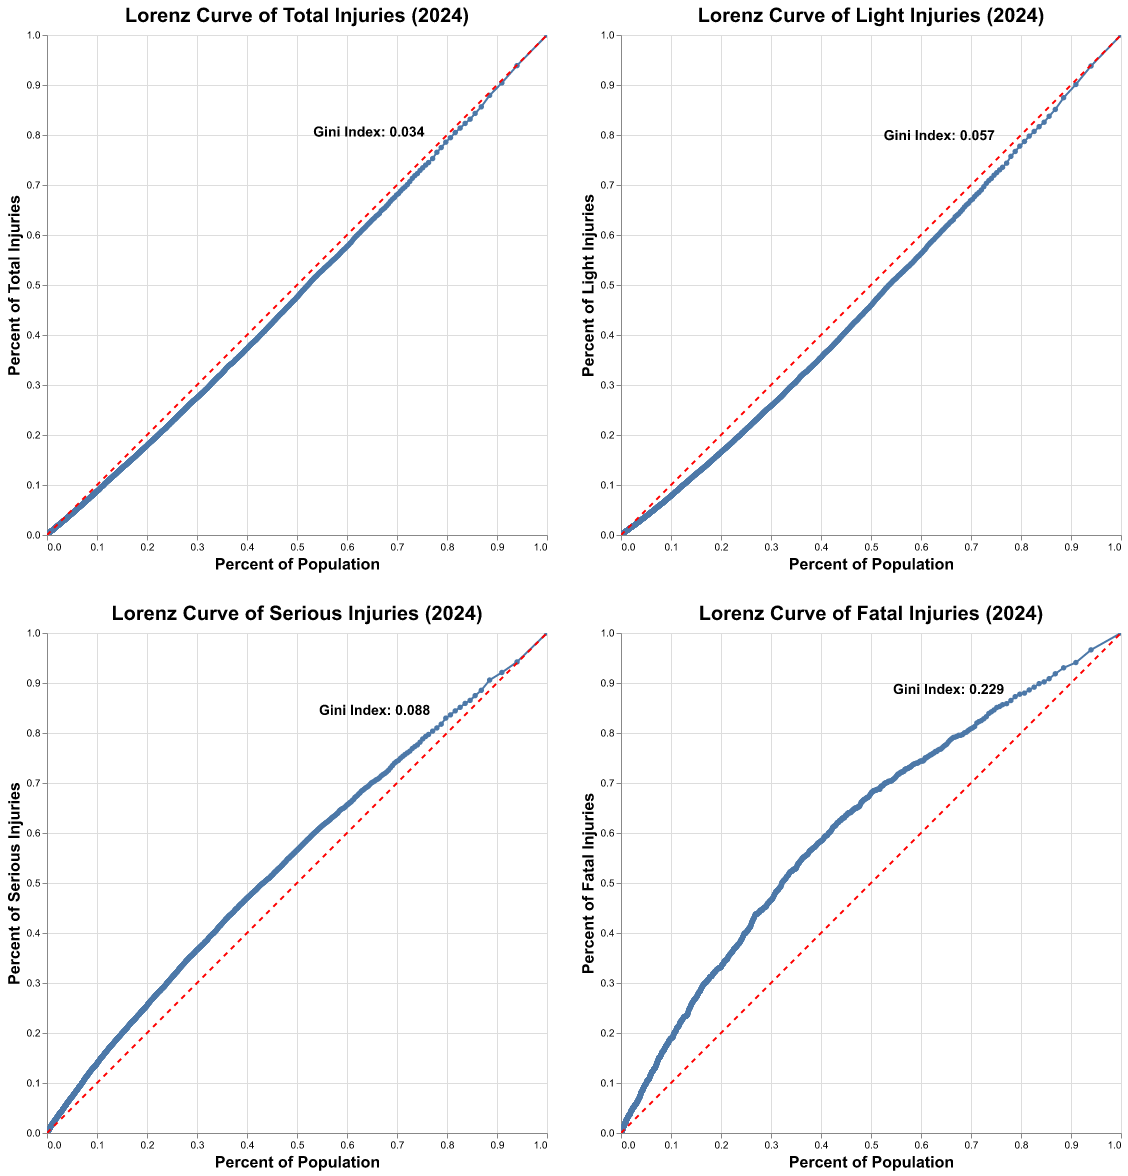 Lorenz Curve of Total Injuries (2024)
Percent of Total Injuries
1.0
0.9
0.8
0.7
0.6
0.5
0.4
0.3
0.2
0.1
0.0
Gini Index: 0.034
0.0 0.1 0.2 0.3 0.4 0.5 0.6 0.7 0.8 0.9 1.0
Percent of Population
Lorenz Curve of Light Injuries (2024)
Percent of Light Injuries
1.0
0.9
0.8
0.7
0.6
0.5
0.4
0.3
0.2
0.1
0.0
Gini Index: 0.057
0.0 0.1 0.2 0.3 0.4 0.5 0.6 0.7 0.8 0.9 1.0
Percent of Population
Lorenz Curve of Serious Injuries (2024)
Percent of Serious Injuries
1.0
0.9
0.8
0.7
0.6
0.5
0.4
0.3
0.2
0.1
0.0
Gini Index: 0.088
0.0 0.1 0.2 0.3 0.4 0.5 0.6 0.7 0.8 0.9 1.0
Percent of Population
Lorenz Curve of Fatal Injuries (2024)
Percent of Fatal Injuries
1.0
0.9
0.8
0.7
0.6
0.5
0.4
0.3
0.2
0.1
0.0
Gini Index: 0.229
0.0 0.1 0.2 0.3 0.4 0.5 0.6 0.7 0.8 0.9 1.0
Percent of Population